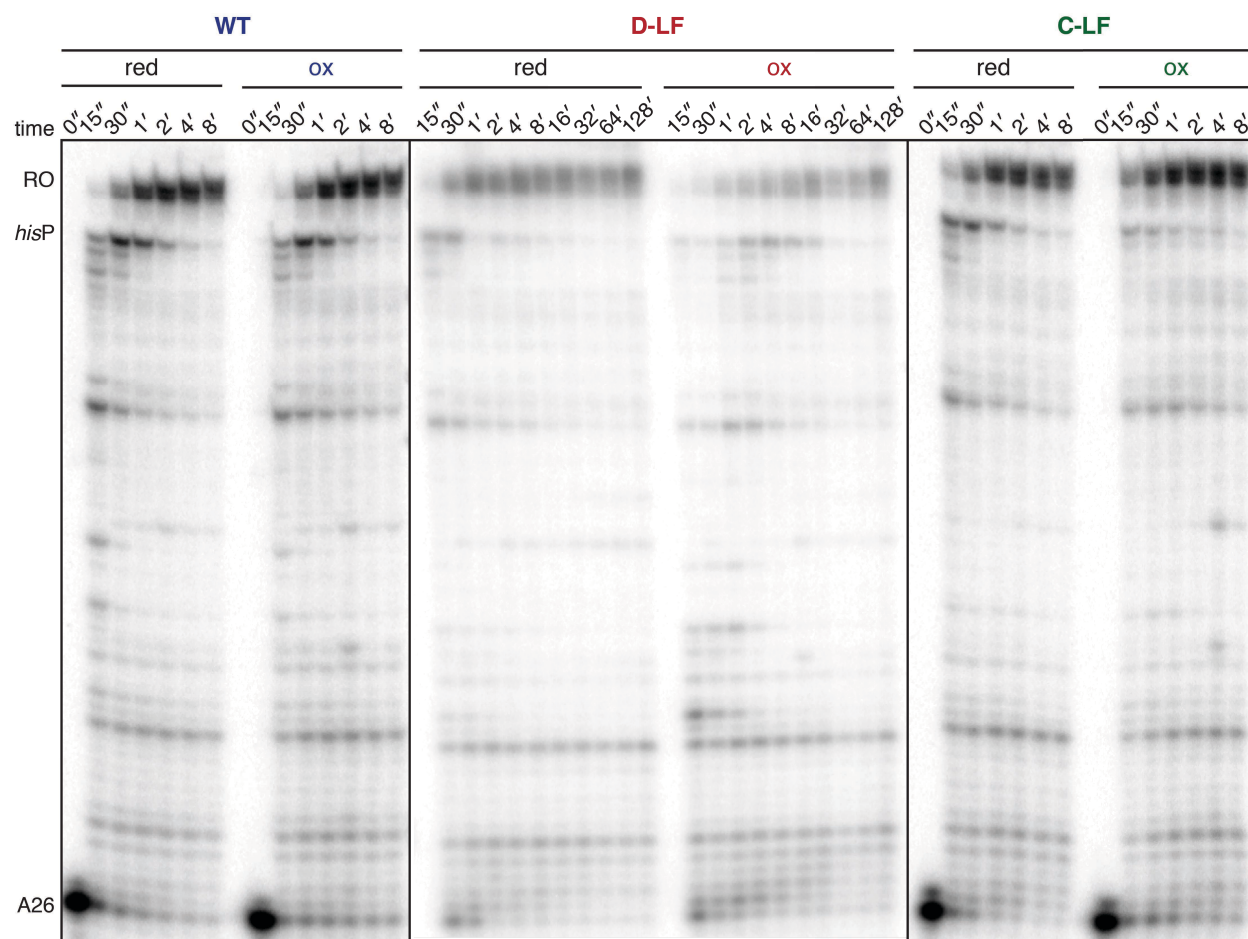 WT D-LF C-LF
red ox red ox red ox
time 0″ 15″ 30″ 1′ 2′ 4′ 8′ 0″ 15″ 30″ 1′ 2′ 4′ 8′ 15″ 30″ 1′ 2′ 4′ 8′ 16′ 32′ 64′ 128′ 15″ 30″ 1′ 2′ 4′ 8′ 16′ 32′ 64′ 128′ 0″ 15″ 30″ 1′ 2′ 4′ 8′ 0″ 15″ 30″ 1′ 2′ 4′ 8′
RO
hisP
A26